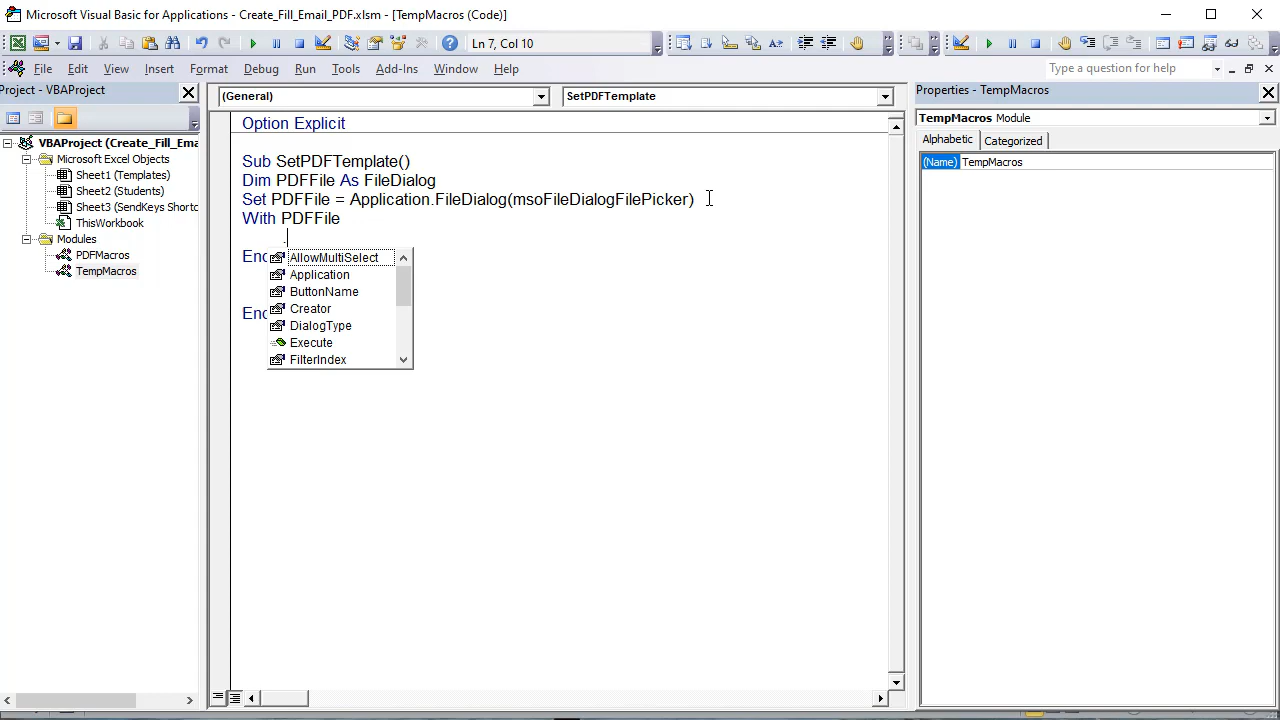 Microsoft Visual Basic for Applications - Create_Fill_Email_PDF.xlsm - [TempMacros (Code)]
Ln 7, Col 10
File Edit View Insert Format Debug Run Tools Add-Ins Window Help
Type a question for help
Project - VBAProject
(General)
SetPDFTemplate
Properties - TempMacros
TempMacros Module
Alphabetic
Categorized
(Name) TempMacros
VBAProject (Create_Fill_Ema
Microsoft Excel Objects
Sheet1 (Templates)
Sheet2 (Students)
Sheet3 (SendKeys Shortc
ThisWorkbook
Modules
PDFMacros
TempMacros
Option Explicit
Sub SetPDFTemplate()
Dim PDFFile As FileDialog
Set PDFFile = Application.FileDialog(msoFileDialogFilePicker)
With PDFFile
.
Enc
Enc
AllowMultiSelect
Application
ButtonName
Creator
DialogType
Execute
FilterIndex